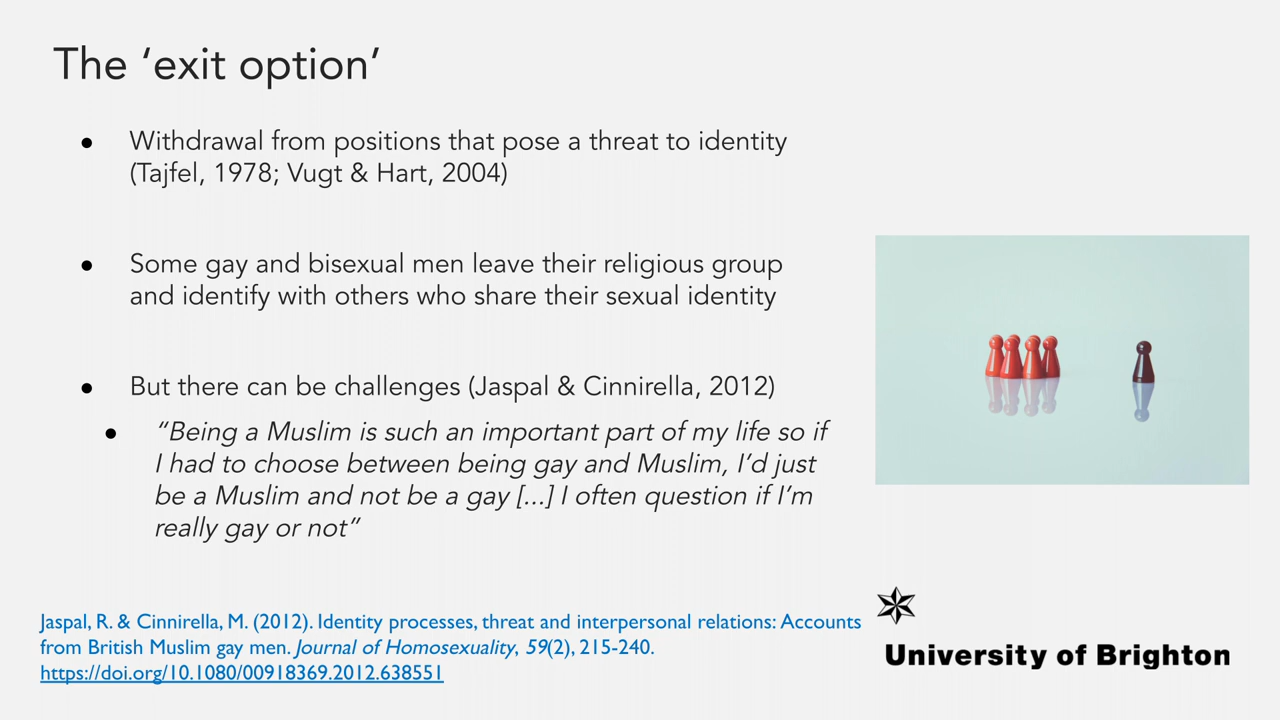 The ‘exit option’
● Withdrawal from positions that pose a threat to identity
(Tajfel, 1978; Vugt & Hart, 2004)
● Some gay and bisexual men leave their religious group
and identify with others who share their sexual identity
● But there can be challenges (Jaspal & Cinnirella, 2012)
● “Being a Muslim is such an important part of my life so if
I had to choose between being gay and Muslim, I’d just
be a Muslim and not be a gay [...] I often question if I’m
really gay or not”
Jaspal, R. & Cinnirella, M. (2012). Identity processes, threat and interpersonal relations: Accounts
from British Muslim gay men. Journal of Homosexuality, 59(2), 215-240.
https://doi.org/10.1080/00918369.2012.638551
University of Brighton